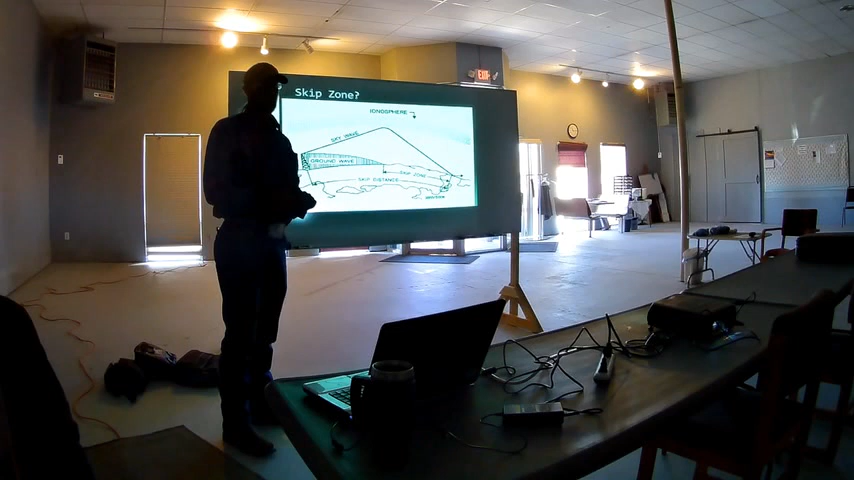 EXIT
Skip Zone?
IONOSPHERE
SKY WAVE
GROUND WAVE
SKIP ZONE
SKIP DISTANCE